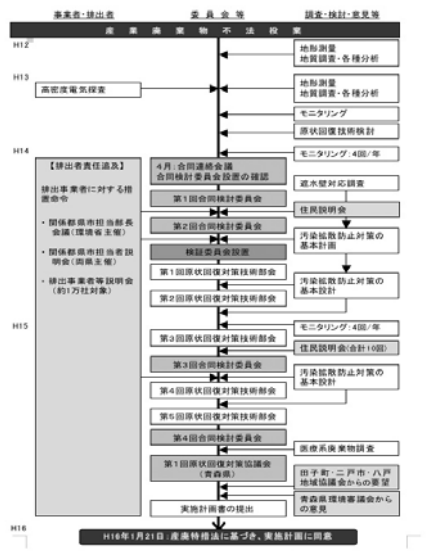 事業者・排出者
委員会等
調査・検討・意見等
産業廃棄物不法投棄
H12
地形測量
地質調査・各種分析
H13
高密度電気探査
地形測量
地質調査・各種分析
モニタリング
原状回復技術検討
H14
モニタリング:4回/年
【排出者責任追及】
排出事業者に対する措
置命令
・関係都県市担当部長
会議(環境省主催)
・関係都県市担当者説
明会(両県主催)
・排出事業者等説明会
(約1万社対象)
4月:合同連絡会議
合同検討委員会設置の確認
遮水壁対応調査
第1回合同検討委員会
住民説明会
第2回合同検討委員会
汚染拡散防止対策の
基本計画
検証委員会設置
第1回原状回復対策技術部会
汚染拡散防止対策の
基本設計
第2回原状回復対策技術部会
H15
モニタリング:4回/年
第3回原状回復対策技術部会
住民説明会(合計10回)
第3回合同検討委員会
汚染拡散防止対策の
基本設計
第4回原状回復対策技術部会
第5回原状回復対策技術部会
第4回合同検討委員会
医療系廃棄物調査
第1回原状回復対策協議会
(青森県)
田子町・二戸市・八戸
地域協議会からの要望
実施計画書の提出
青森県環境審議会から
の意見
H16
H16年1月21日:産廃特措法に基づき、実施計画に同意